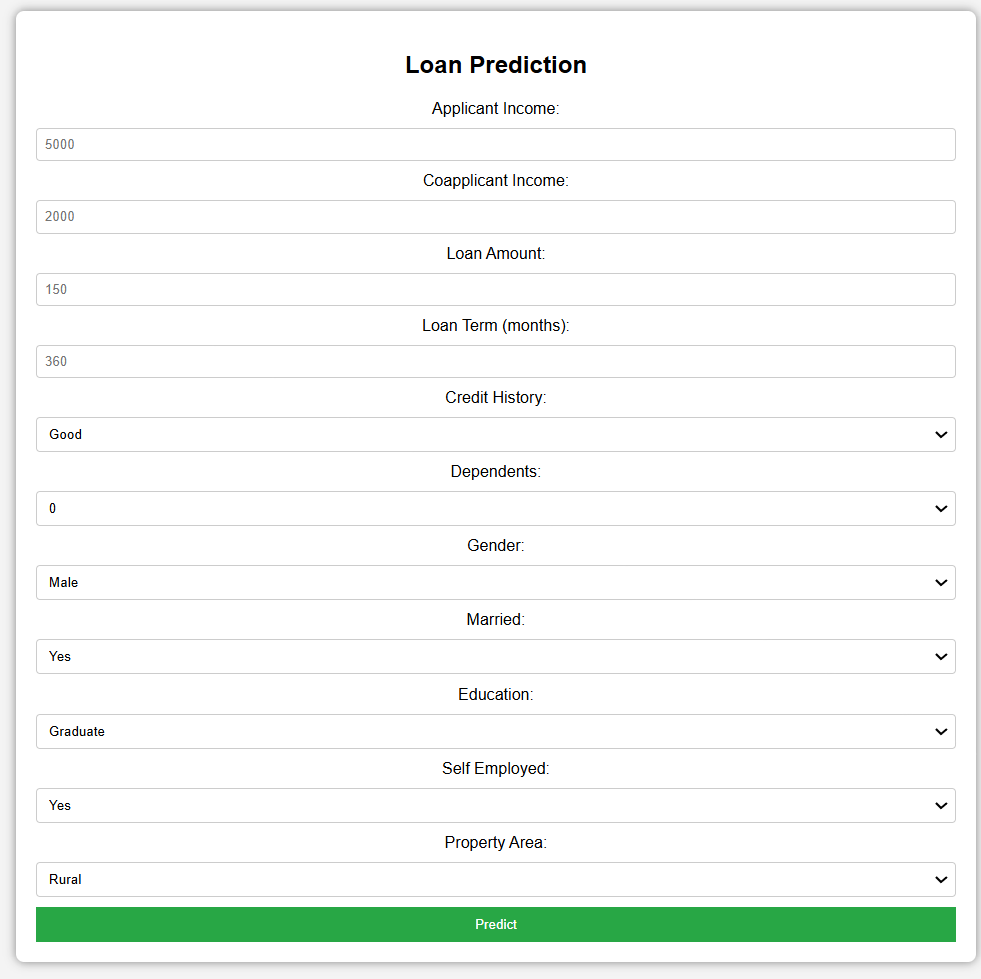 Loan Prediction
Applicant Income:
5000
Coapplicant Income:
2000
Loan Amount:
150
Loan Term (months):
360
Credit History:
Good
Dependents:
0
Gender:
Male
Married:
Yes
Education:
Graduate
Self Employed:
Yes
Property Area:
Rural
Predict